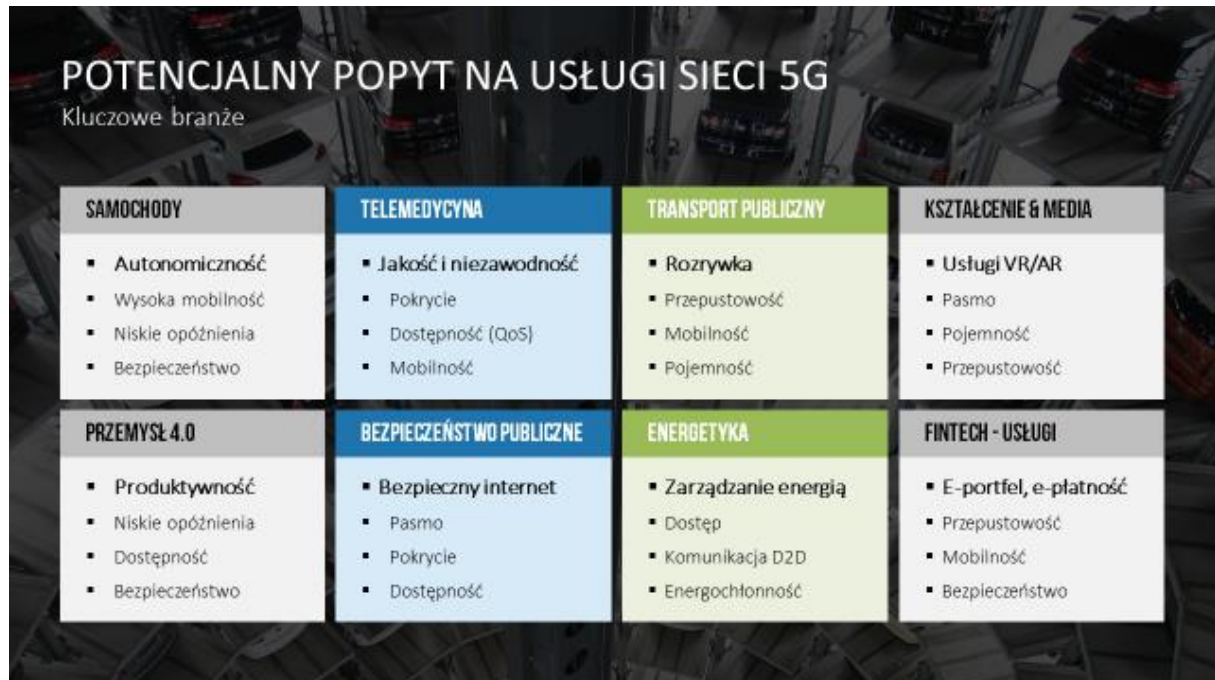 POTENCJALNY POPYT NA USŁUGI SIECI 5G
Kluczowe branże
SAMOCHODY
▪ Autonomiczność
▪ Wysoka mobilność
▪ Niskie opóźnienia
▪ Bezpieczeństwo
TELEMEDYCYNA
▪ Jakość i niezawodność
▪ Pokrycie
▪ Dostępność (QoS)
▪ Mobilność
TRANSPORT PUBLICZNY
▪ Rozrywka
▪ Przepustowość
▪ Mobilność
▪ Pojemność
KSZTAŁCENIE & MEDIA
▪ Usługi VR/AR
▪ Pasmo
▪ Pojemność
▪ Przepustowość
PRZEMYSŁ 4.0
▪ Produktywność
▪ Niskie opóźnienia
▪ Dostępność
▪ Bezpieczeństwo
BEZPIECZEŃSTWO PUBLICZNE
▪ Bezpieczny internet
▪ Pasmo
▪ Pokrycie
▪ Dostępność
ENERGETYKA
▪ Zarządzanie energią
▪ Dostęp
▪ Komunikacja D2D
▪ Energochłonność
FINTECH - USŁUGI
▪ E-portfel, e-płatność
▪ Przepustowość
▪ Mobilność
▪ Bezpieczeństwo